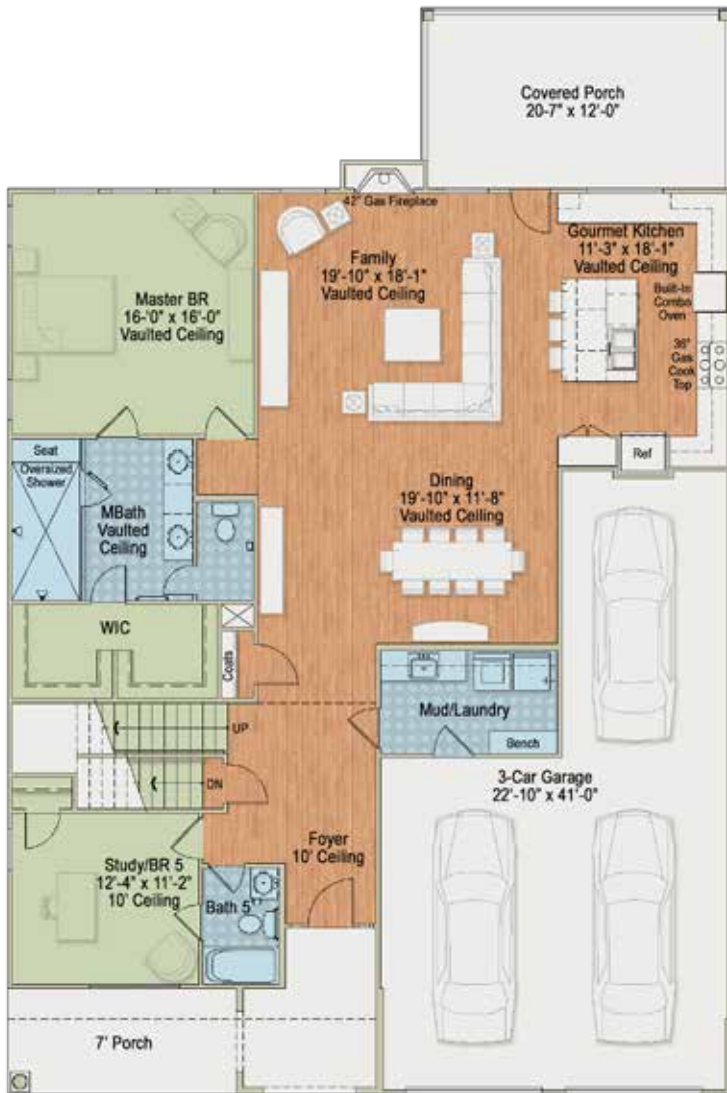 Covered Porch
20-7" x 12'-0"
42" Gas Fireplace
Family
19'-10" x 18'-1"
Vaulted Ceiling
Gourmet Kitchen
11'-3" x 18'-1"
Vaulted Ceiling
Built-In
Combo
Oven
36"
Gas
Cook
Top
Master BR
16-'0" x 16'-0"
Vaulted Ceiling
Seat
Oversized
Shower
MBath
Vaulted
Ceiling
Ref
Dining
19'-10" x 11'-8"
Vaulted Ceiling
WIC
Coats
UP
Mud/Laundry
Bench
DN
3-Car Garage
22'-10" x 41'-0"
Foyer
10' Ceiling
Study/BR 5
12'-4" x 11'-2"
10' Ceiling
Bath 5
7' Porch